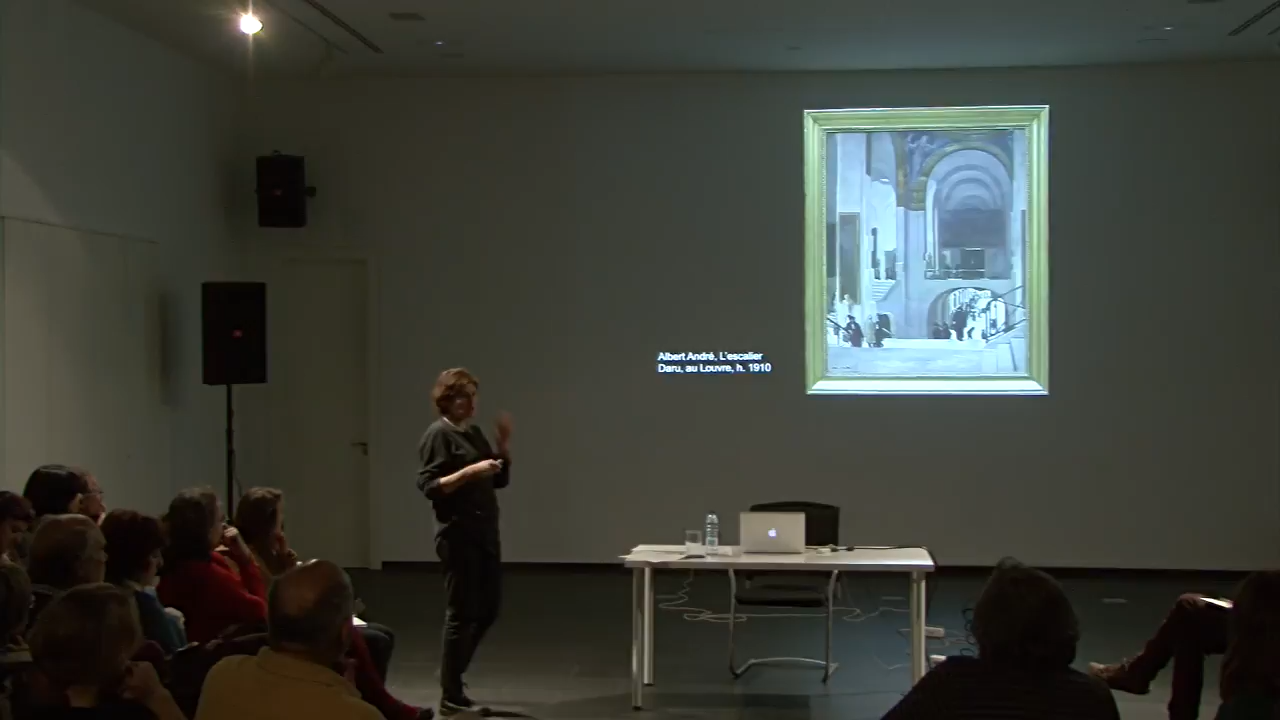 Albert André, L'escalier
Daru, au Louvre, h. 1910